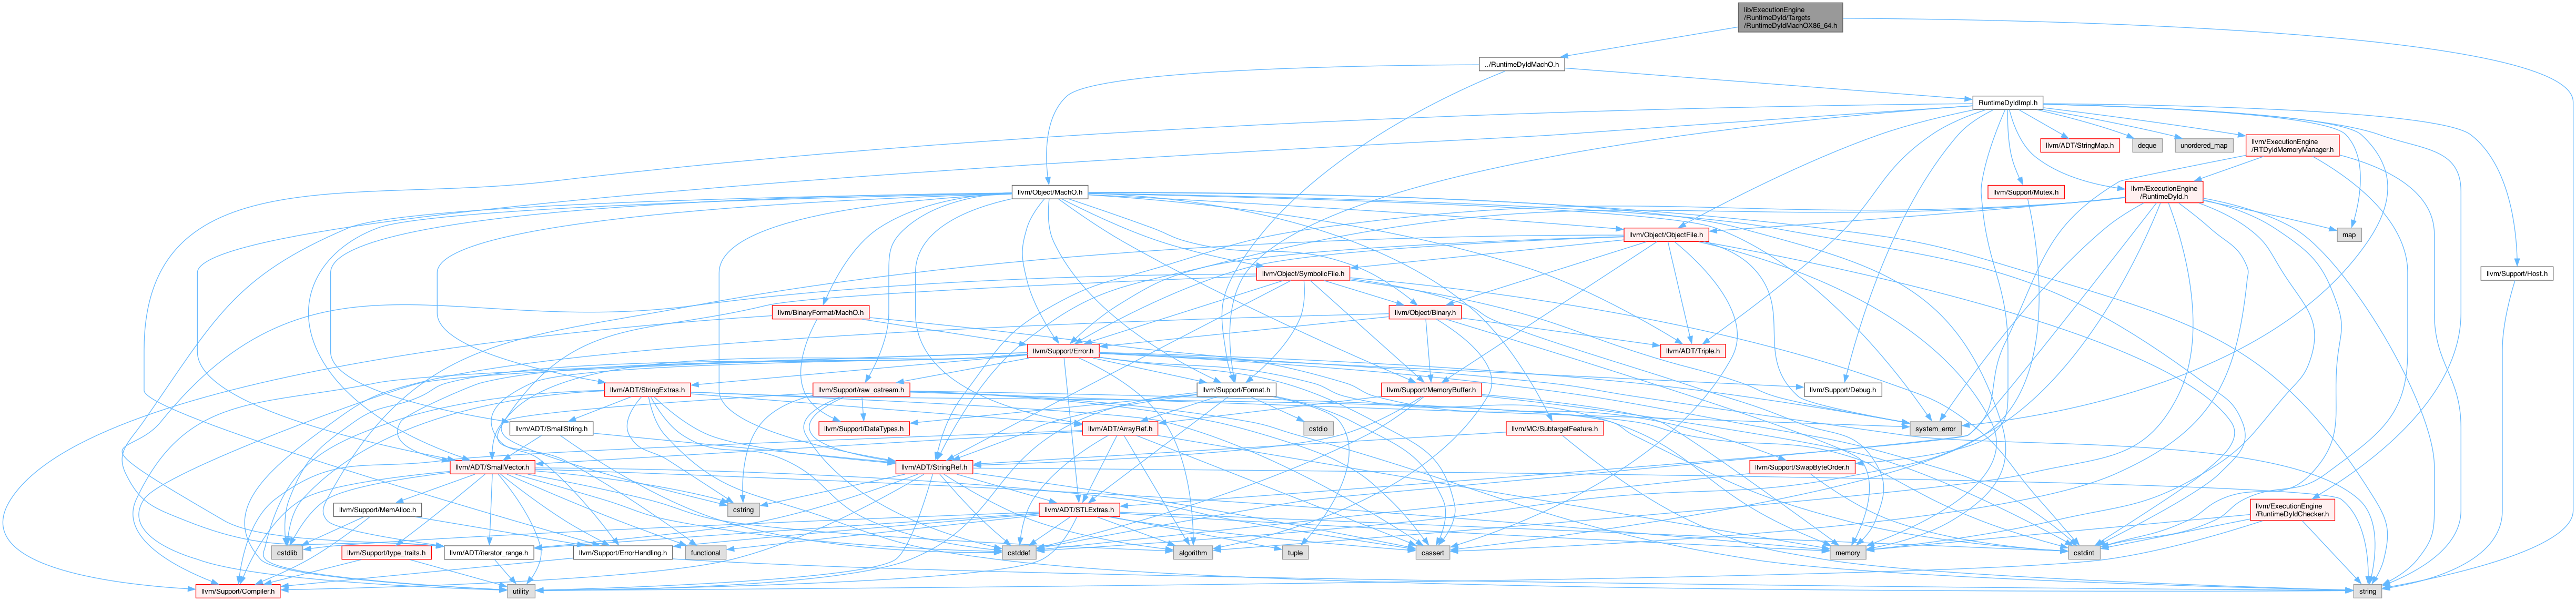 lib/ExecutionEngine
/RuntimeDyld/Targets
/RuntimeDyldMachOX86_64.h
../RuntimeDyldMachO.h
RuntimeDyldImpl.h
llvm/ADT/StringMap.h
deque
unordered_map
llvm/ExecutionEngine
/RTDyldMemoryManager.h
llvm/Object/MachO.h
llvm/Support/Mutex.h
llvm/ExecutionEngine
/RuntimeDyld.h
llvm/Object/ObjectFile.h
map
llvm/Object/SymbolicFile.h
llvm/Support/Host.h
llvm/BinaryFormat/MachO.h
llvm/Object/Binary.h
llvm/Support/Error.h
llvm/ADT/Triple.h
llvm/ADT/StringExtras.h
llvm/Support/raw_ostream.h
llvm/Support/Format.h
llvm/Support/MemoryBuffer.h
llvm/Support/Debug.h
llvm/ADT/SmallString.h
llvm/Support/DataTypes.h
cstdio
llvm/ADT/ArrayRef.h
llvm/MC/SubtargetFeature.h
system_error
llvm/ADT/SmallVector.h
llvm/ADT/StringRef.h
llvm/Support/SwapByteOrder.h
llvm/Support/MemAlloc.h
cstring
llvm/ADT/STLExtras.h
llvm/ExecutionEngine
/RuntimeDyldChecker.h
cstdlib
llvm/Support/type_traits.h
llvm/ADT/iterator_range.h
llvm/Support/ErrorHandling.h
functional
cstddef
algorithm
tuple
cassert
memory
cstdint
llvm/Support/Compiler.h
utility
string